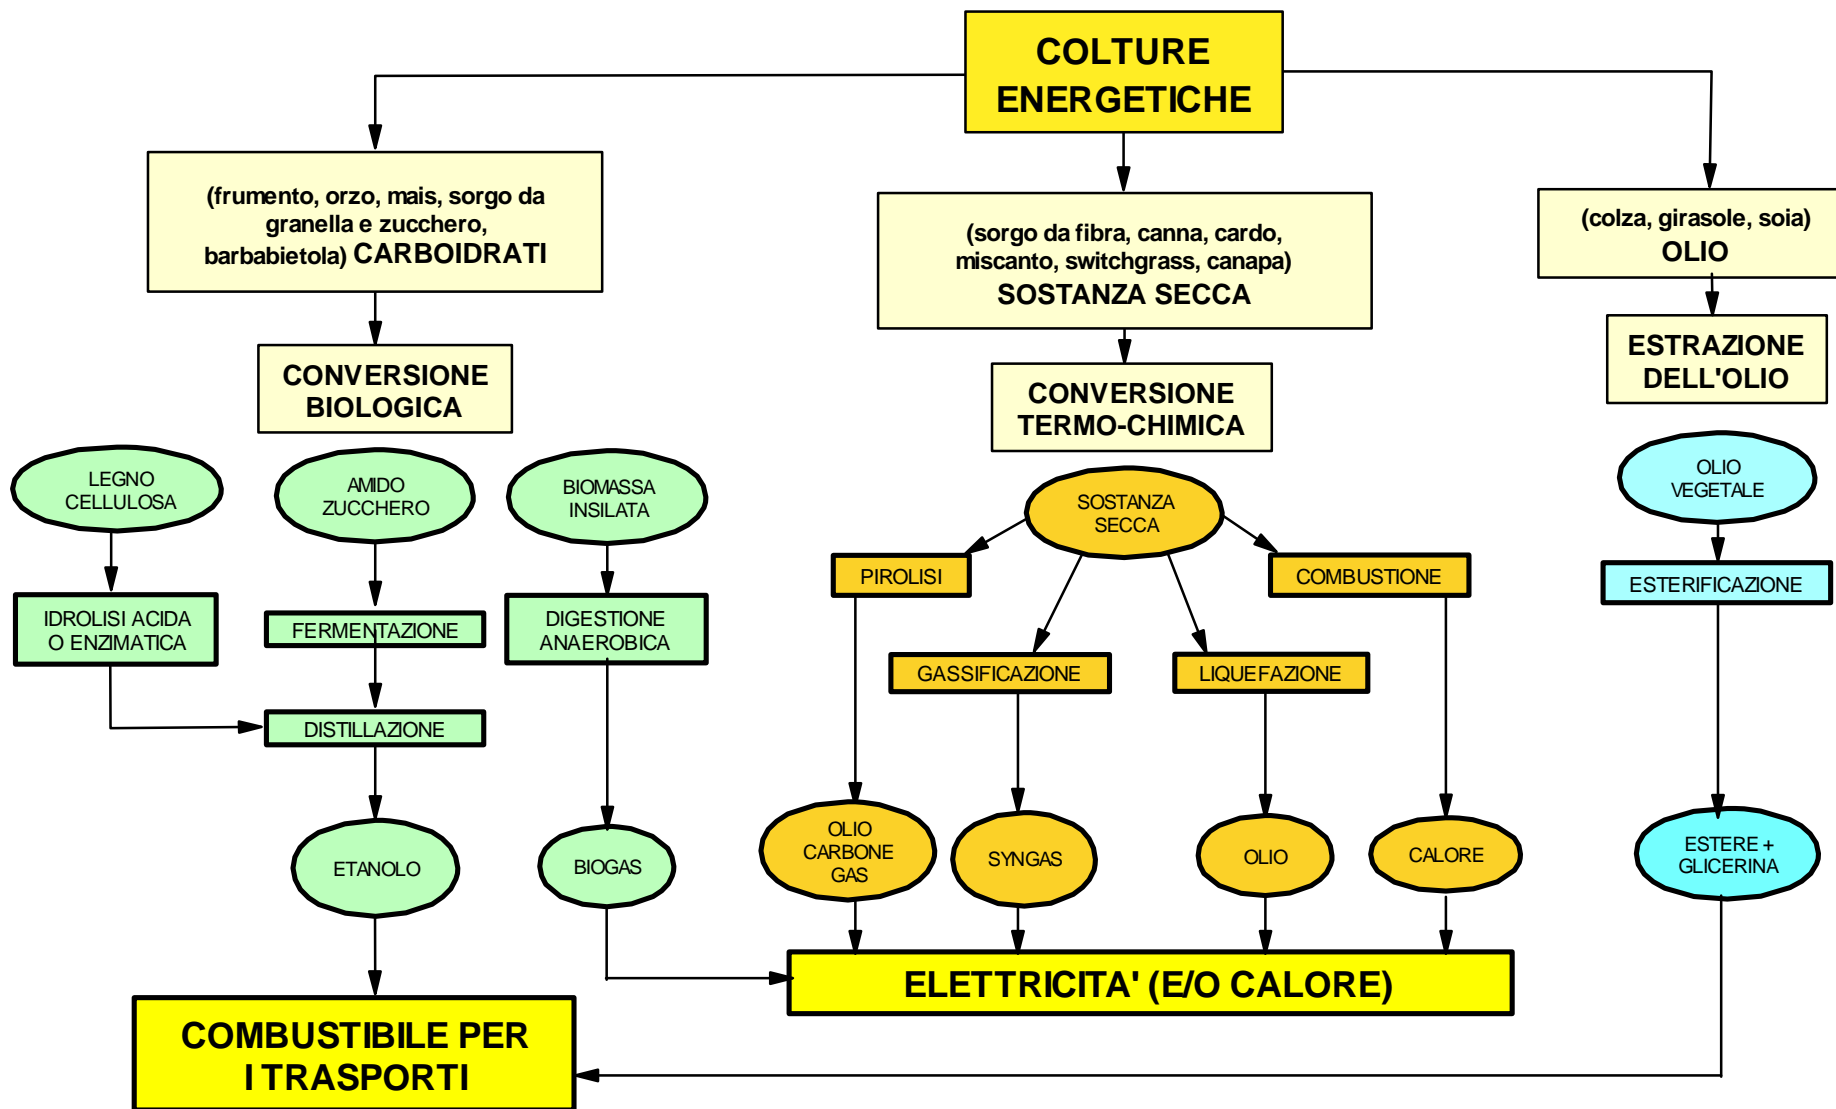 COLTURE
ENERGETICHE
(frumento, orzo, mais, sorgo da
granella e zucchero,
barbabietola) CARBOIDRATI
(sorgo da fibra, canna, cardo,
miscanto, switchgrass, canapa)
SOSTANZA SECCA
(colza, girasole, soia)
OLIO
CONVERSIONE
BIOLOGICA
CONVERSIONE
TERMO-CHIMICA
ESTRAZIONE
DELL'OLIO
LEGNO
CELLULOSA
AMIDO
ZUCCHERO
BIOMASSA
INSILATA
SOSTANZA
SECCA
OLIO
VEGETALE
PIROLISI
COMBUSTIONE
ESTERIFICAZIONE
IDROLISI ACIDA
O ENZIMATICA
FERMENTAZIONE
DIGESTIONE
ANAEROBICA
GASSIFICAZIONE
LIQUEFAZIONE
DISTILLAZIONE
ETANOLO
BIOGAS
OLIO
CARBONE
GAS
SYNGAS
OLIO
CALORE
ESTERE +
GLICERINA
ELETTRICITA' (E/O CALORE)
COMBUSTIBILE PER
I TRASPORTI